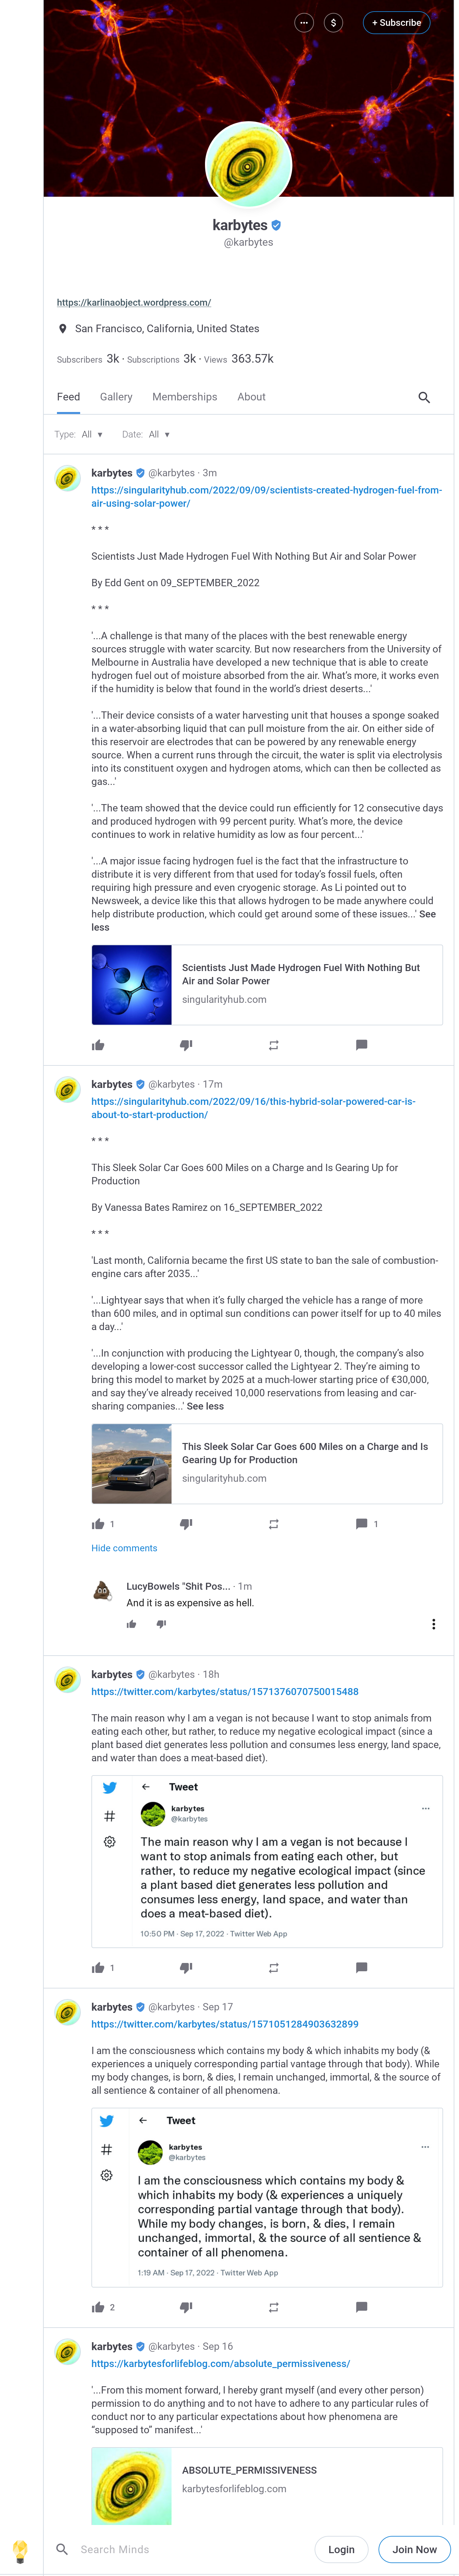 + Subscribe
karbytes
@karbytes
https://karlinaobject.wordpress.com/
San Francisco, California, United States
Subscribers 3k · Subscriptions 3k · Views 363.57k
Feed Gallery Memberships About
Type: All ▾ Date: All ▾
karbytes @karbytes · 3m
https://singularityhub.com/2022/09/09/scientists-created-hydrogen-fuel-from-
air-using-solar-power/
* * *
Scientists Just Made Hydrogen Fuel With Nothing But Air and Solar Power
By Edd Gent on 09_SEPTEMBER_2022
* * *
'...A challenge is that many of the places with the best renewable energy
sources struggle with water scarcity. But now researchers from the University of
Melbourne in Australia have developed a new technique that is able to create
hydrogen fuel out of moisture absorbed from the air. What's more, it works even
if the humidity is below that found in the world's driest deserts...'
'...Their device consists of a water harvesting unit that houses a sponge soaked
in a water-absorbing liquid that can pull moisture from the air. On either side of
this reservoir are electrodes that can be powered by any renewable energy
source. When a current runs through the circuit, the water is split via electrolysis
into its constituent oxygen and hydrogen atoms, which can then be collected as
gas...'
'...The team showed that the device could run efficiently for 12 consecutive days
and produced hydrogen with 99 percent purity. What's more, the device
continues to work in relative humidity as low as four percent...'
'...A major issue facing hydrogen fuel is the fact that the infrastructure to
distribute it is very different from that used for today's fossil fuels, often
requiring high pressure and even cryogenic storage. As Li pointed out to
Newsweek, a device like this that allows hydrogen to be made anywhere could
help distribute production, which could get around some of these issues...' See
less
Scientists Just Made Hydrogen Fuel With Nothing But
Air and Solar Power
singularityhub.com
karbytes @karbytes · 17m
https://singularityhub.com/2022/09/16/this-hybrid-solar-powered-car-is-
about-to-start-production/
* * *
This Sleek Solar Car Goes 600 Miles on a Charge and Is Gearing Up for
Production
By Vanessa Bates Ramirez on 16_SEPTEMBER_2022
* * *
'Last month, California became the first US state to ban the sale of combustion-
engine cars after 2035...'
'...Lightyear says that when it's fully charged the vehicle has a range of more
than 600 miles, and in optimal sun conditions can power itself for up to 40 miles
a day...'
'...In conjunction with producing the Lightyear 0, though, the company's also
developing a lower-cost successor called the Lightyear 2. They're aiming to
bring this model to market by 2025 at a much-lower starting price of €30,000,
and say they've already received 10,000 reservations from leasing and car-
sharing companies...' See less
This Sleek Solar Car Goes 600 Miles on a Charge and Is
Gearing Up for Production
singularityhub.com
1 1
Hide comments
LucyBowels "Shit Pos... · 1m
And it is as expensive as hell.
karbytes @karbytes · 18h
https://twitter.com/karbytes/status/1571376070750015488
The main reason why I am a vegan is not because I want to stop animals from
eating each other, but rather, to reduce my negative ecological impact (since a
plant based diet generates less pollution and consumes less energy, land space,
and water than does a meat-based diet).
Tweet
karbytes
@karbytes
The main reason why I am a vegan is not because I
want to stop animals from eating each other, but
rather, to reduce my negative ecological impact (since
a plant based diet generates less pollution and
consumes less energy, land space, and water than
does a meat-based diet).
10:50 PM · Sep 17, 2022 · Twitter Web App
1
karbytes @karbytes · Sep 17
https://twitter.com/karbytes/status/1571051284903632899
I am the consciousness which contains my body & which inhabits my body (&
experiences a uniquely corresponding partial vantage through that body). While
my body changes, is born, & dies, I remain unchanged, immortal, & the source of
all sentience & container of all phenomena.
Tweet
karbytes
@karbytes
I am the consciousness which contains my body &
which inhabits my body (& experiences a uniquely
corresponding partial vantage through that body).
While my body changes, is born, & dies, I remain
unchanged, immortal, & the source of all sentience &
container of all phenomena.
1:19 AM · Sep 17, 2022 · Twitter Web App
2
karbytes @karbytes · Sep 16
https://karbytesforlifeblog.com/absolute_permissiveness/
'...From this moment forward, I hereby grant myself (and every other person)
permission to do anything and to not have to adhere to any particular rules of
conduct nor to any particular expectations about how phenomena are
“supposed to” manifest...'
ABSOLUTE_PERMISSIVENESS
karbytesforlifeblog.com
Search Minds Login Join Now